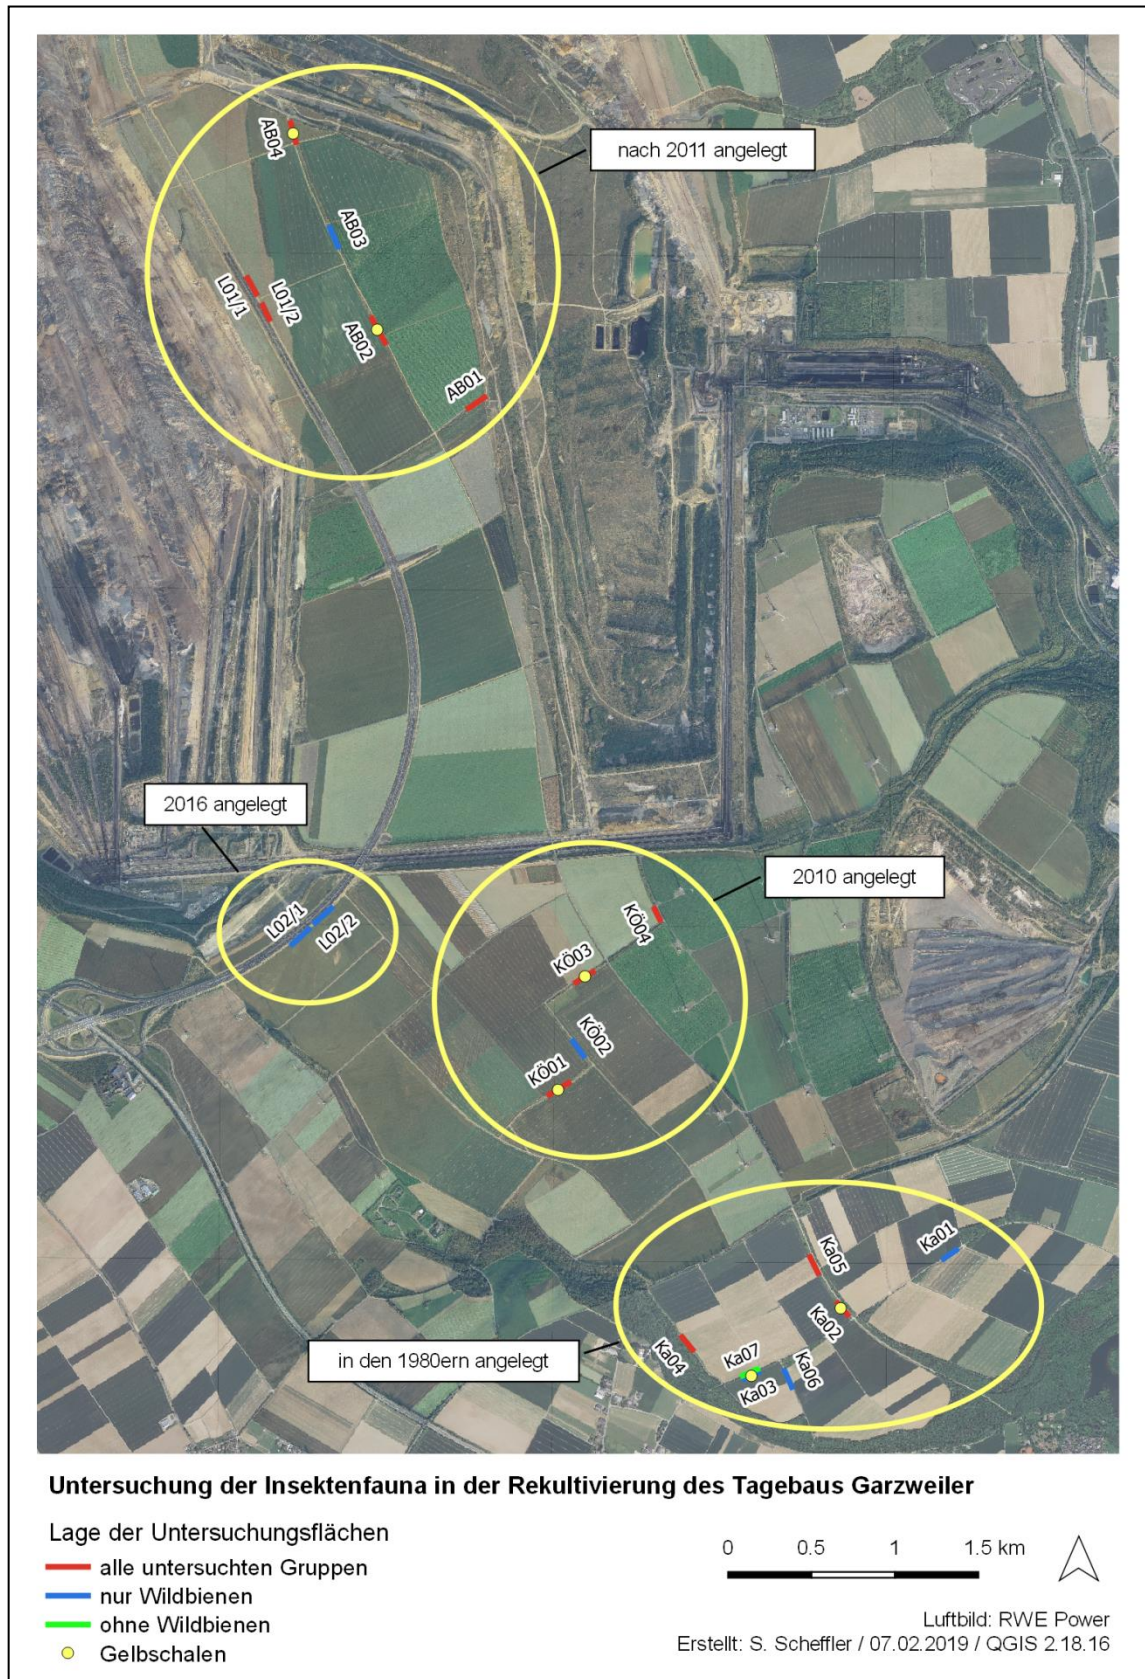 nach 2011 angelegt
AB04
AB03
L01/1
L01/2
AB02
AB01
2016 angelegt
2010 angelegt
L02/1
L02/2
KÖ04
KÖ03
KÖ02
KÖ01
Ka01
Ka05
Ka02
in den 1980ern angelegt
Ka04
Ka07
Ka03
Ka06
Untersuchung der Insektenfauna in der Rekultivierung des Tagebaus Garzweiler
Lage der Untersuchungsflächen
alle untersuchten Gruppen
nur Wildbienen
ohne Wildbienen
Gelbschalen
0 0.5 1 1.5 km
Luftbild: RWE Power
Erstellt: S. Scheffler / 07.02.2019 / QGIS 2.18.16